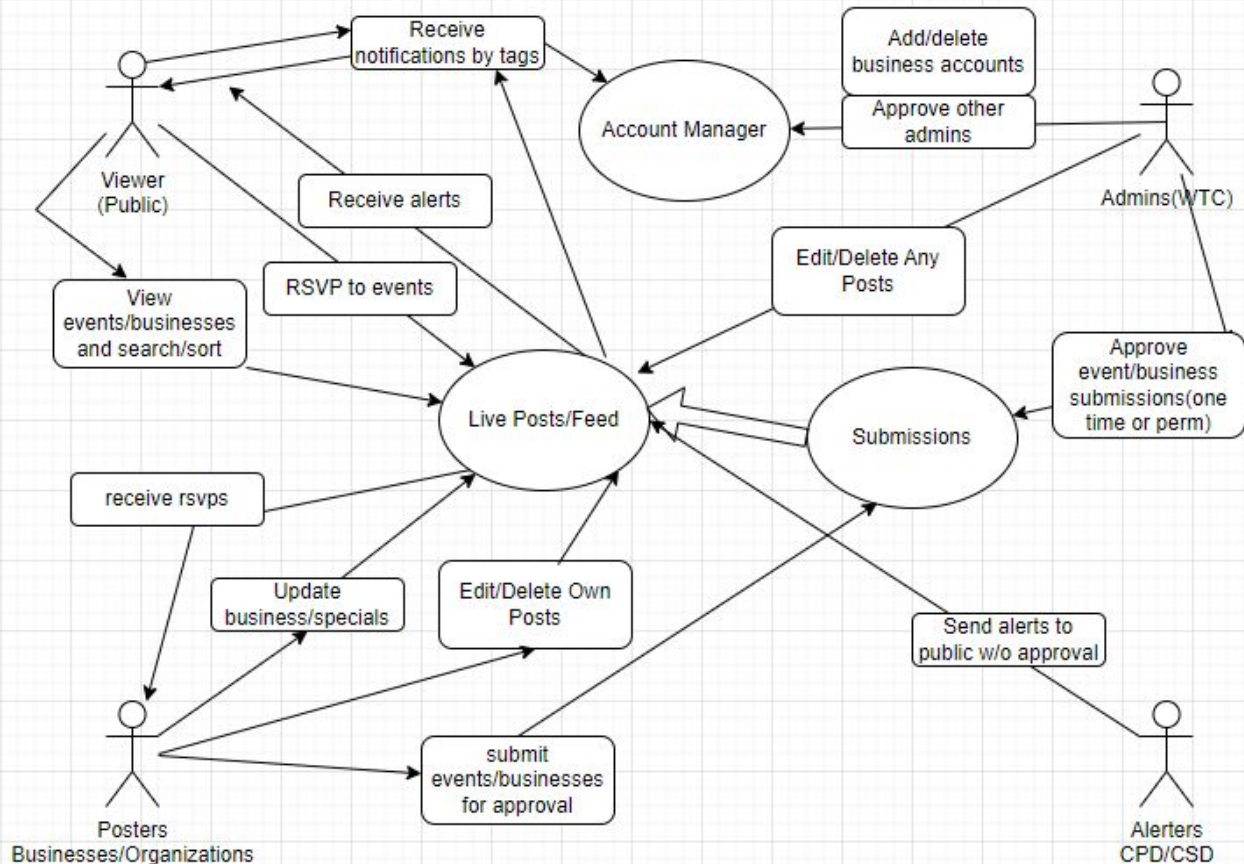 Receive
notifications by tags
Add/delete
business accounts
Account Manager
Approve other
admins
Viewer
(Public)
Admins(WTC)
Receive alerts
Edit/Delete Any
Posts
RSVP to events
View
events/businesses
and search/sort
Approve
event/business
submissions(one
time or perm)
Live Posts/Feed
Submissions
receive rsvps
Update
business/specials
Edit/Delete Own
Posts
Send alerts to
public w/o approval
submit
events/businesses
for approval
Posters
Businesses/Organizations
Alerters
CPD/CSD